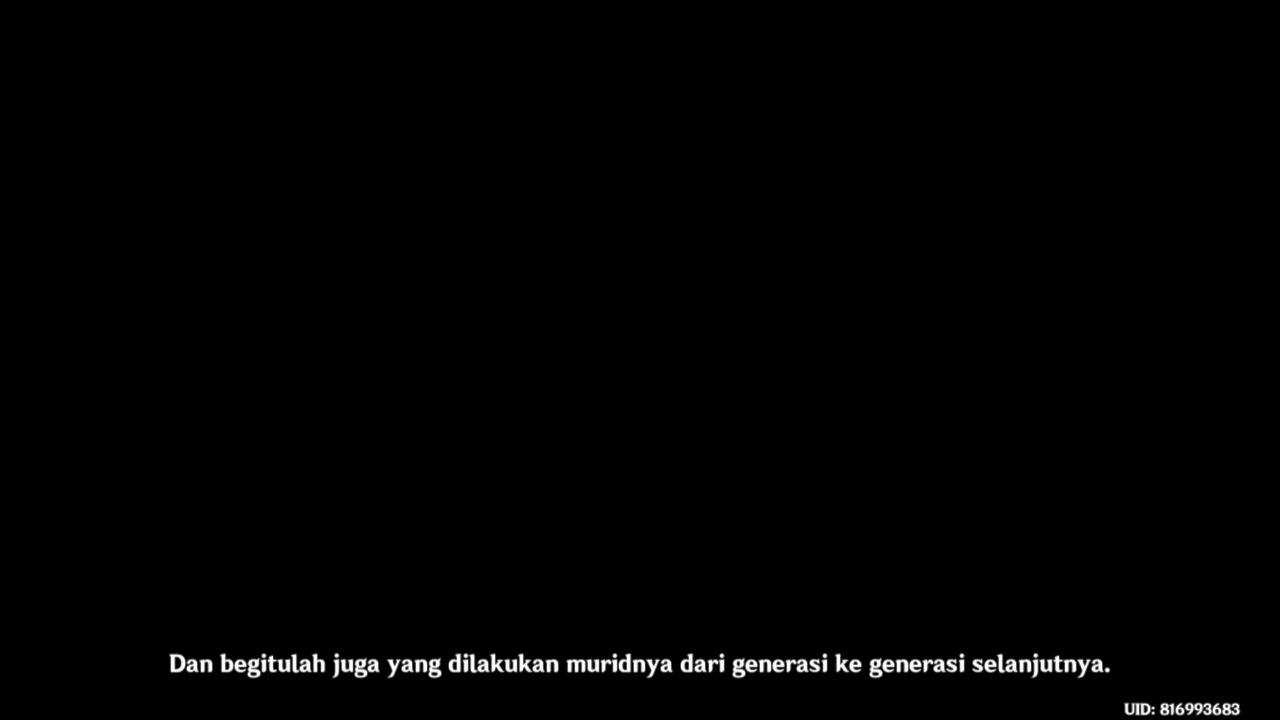 Dan begitulah juga yang dilakukan muridnya dari generasi ke generasi selanjutnya.
UID: 816993683